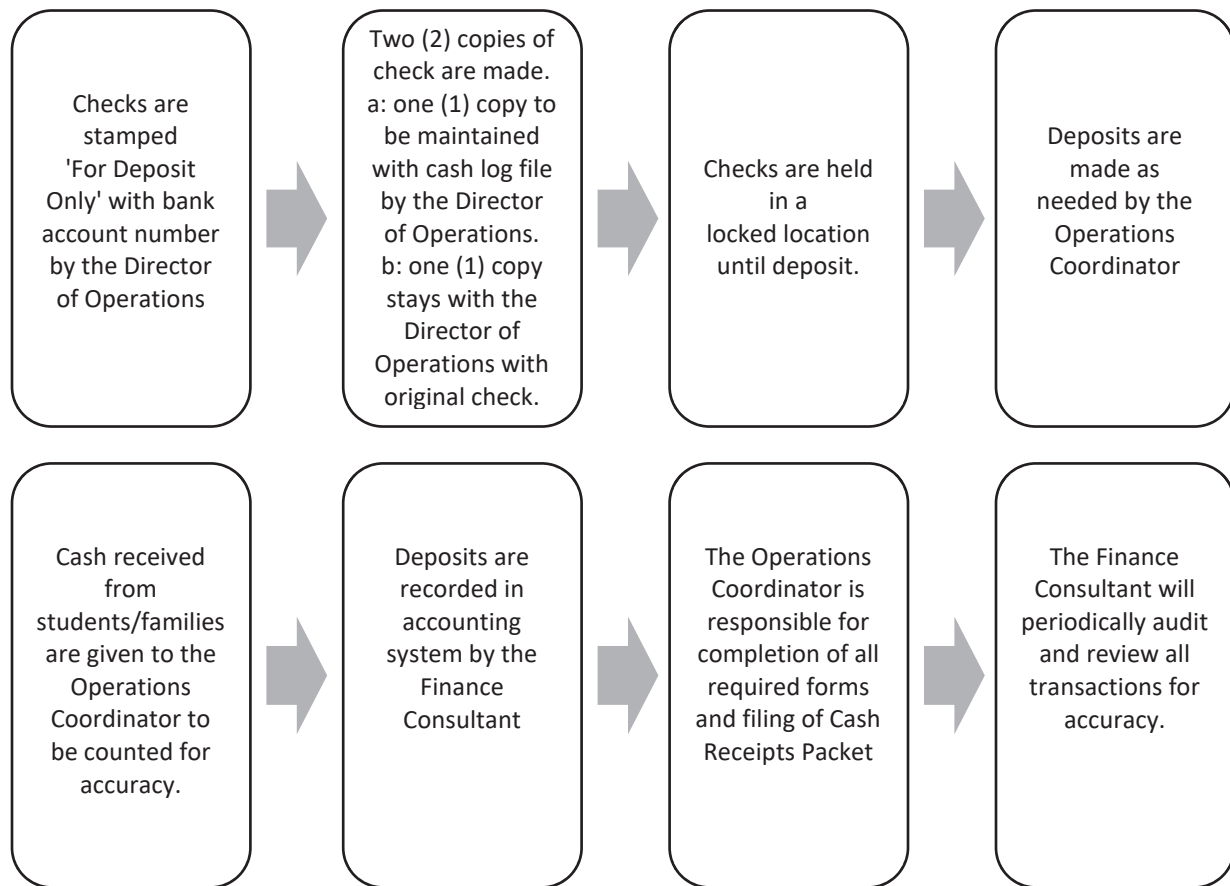 Checks are
stamped
'For Deposit
Only' with bank
account number
by the Director
of Operations
Two (2) copies of
check are made.
a: one (1) copy to
be maintained
with cash log file
by the Director
of Operations.
b: one (1) copy
stays with the
Director of
Operations with
original check.
Checks are held
in a
locked location
until deposit.
Deposits are
made as
needed by the
Operations
Coordinator
Cash received
from
students/families
are given to the
Operations
Coordinator to
be counted for
accuracy.
Deposits are
recorded in
accounting
system by the
Finance
Consultant
The Operations
Coordinator is
responsible for
completion of all
required forms
and filing of Cash
Receipts Packet
The Finance
Consultant will
periodically audit
and review all
transactions for
accuracy.